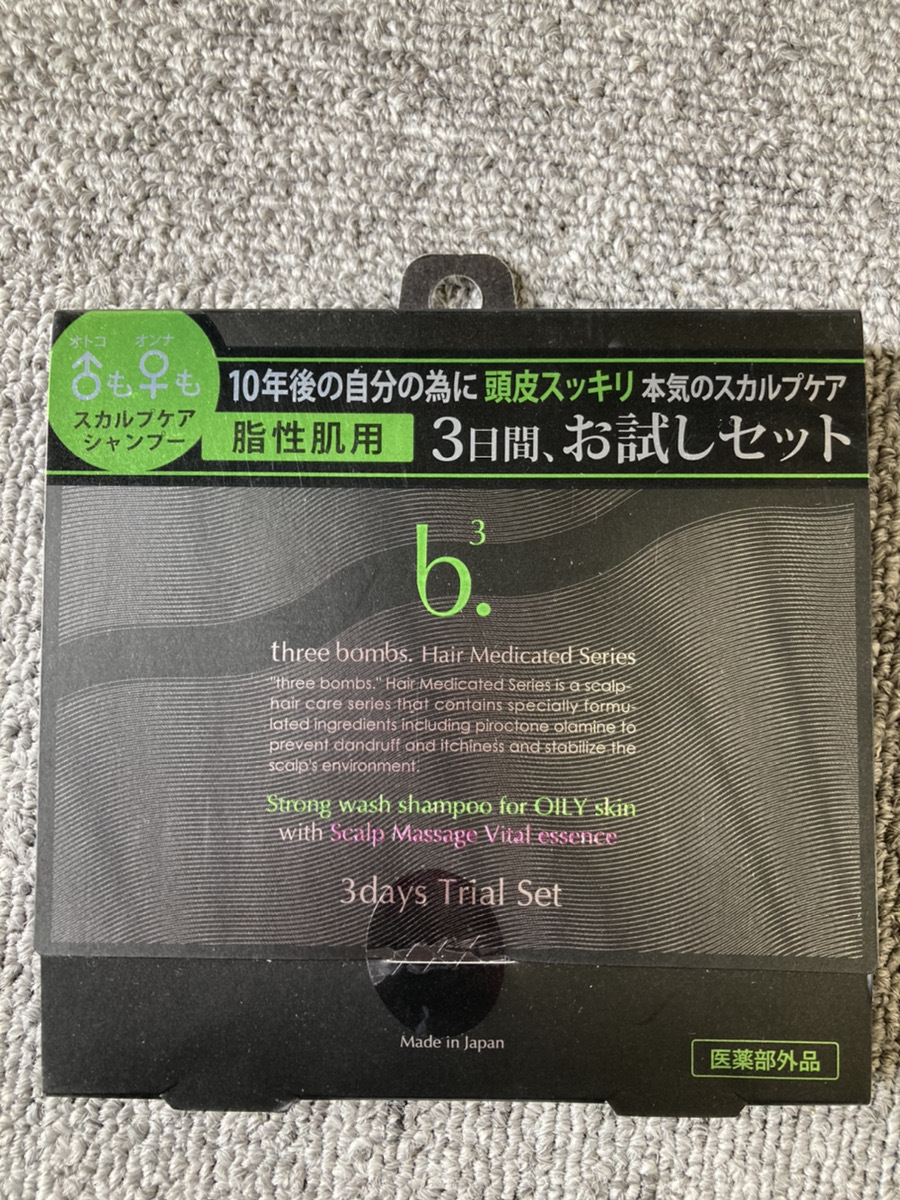 オトコ オンナ
♂も♀も
スカルプケア
シャンプー
10年後の自分の為に 頭皮スッキリ 本気のスカルプケア
脂性肌用
3日間、お試しセット
b.3
three bombs. Hair Medicated Series
"three bombs." Hair Medicated Series is a scalp-
hair care series that contains specially formu-
lated ingredients including piroctone olamine to
prevent dandruff and itchiness and stabilize the
scalp's environment.
Strong wash shampoo for OILY skin
with Scalp Massage Vital essence
3days Trial Set
Made in Japan
医薬部外品